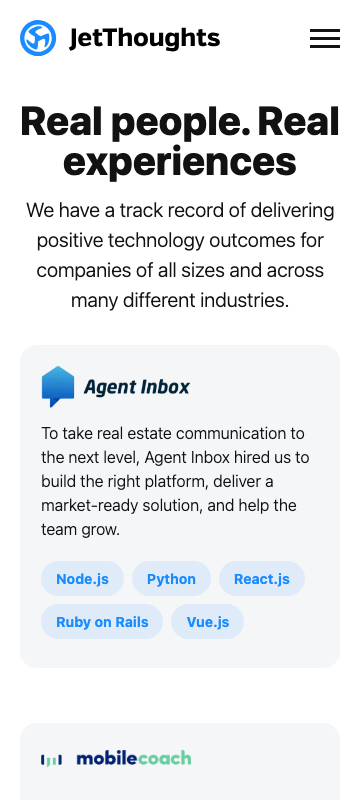 JetThoughts
Real people. Real
experiences
We have a track record of delivering
positive technology outcomes for
companies of all sizes and across
many different industries.
Agent Inbox
To take real estate communication to
the next level, Agent Inbox hired us to
build the right platform, deliver a
market-ready solution, and help the
team grow.
Node.js Python React.js
Ruby on Rails Vue.js
mobilecoach